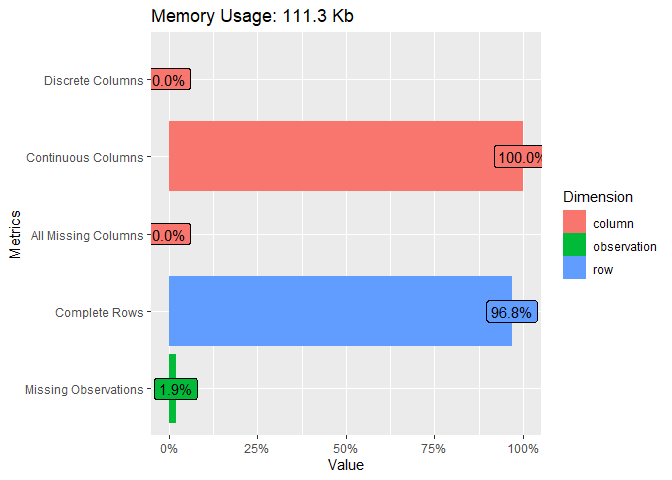 Memory Usage: 111.3 Kb
Metrics
Discrete Columns
0.0%
Continuous Columns
100.0%
All Missing Columns
0.0%
Complete Rows
96.8%
Missing Observations
1.9%
0%
25%
50%
75%
100%
Value
Dimension
column
observation
row